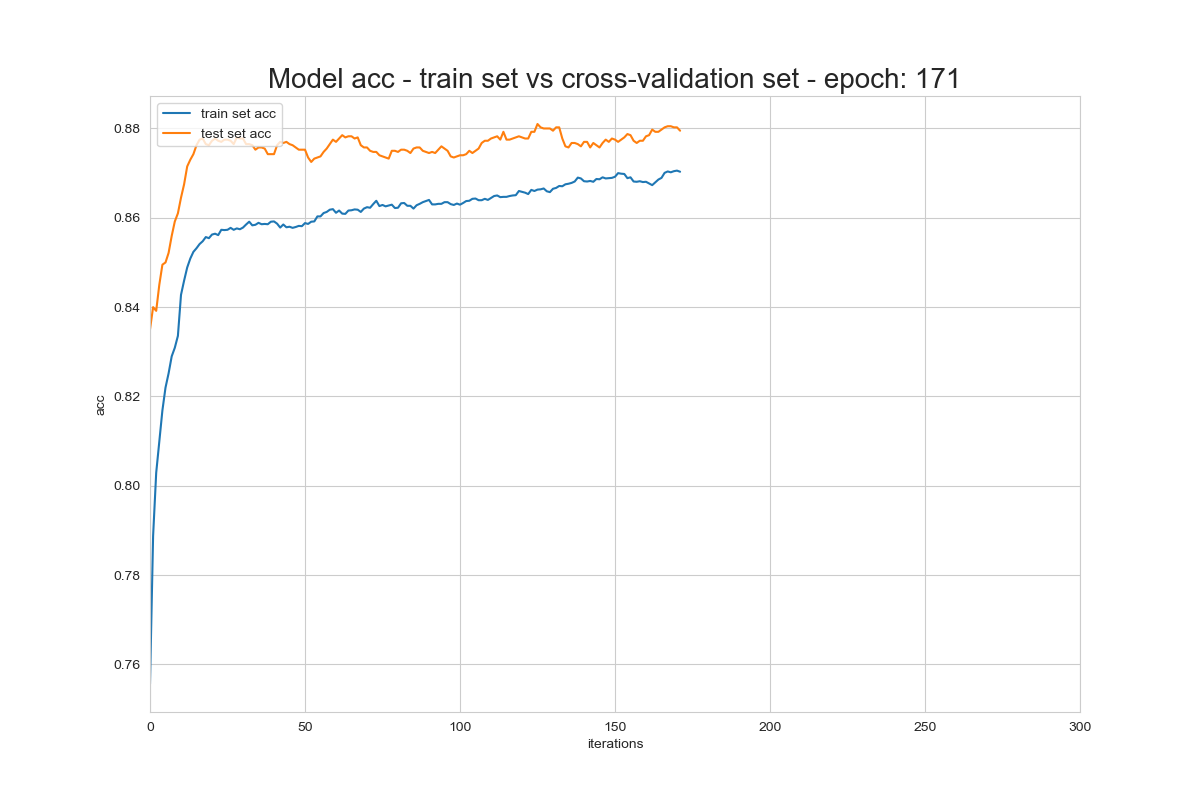 Model acc - train set vs cross-validation set - epoch: 171
train set acc
test set acc
0.88
0.86
0.84
0.82
0.80
0.78
0.76
acc
0 50 100 150 200 250 300
iterations